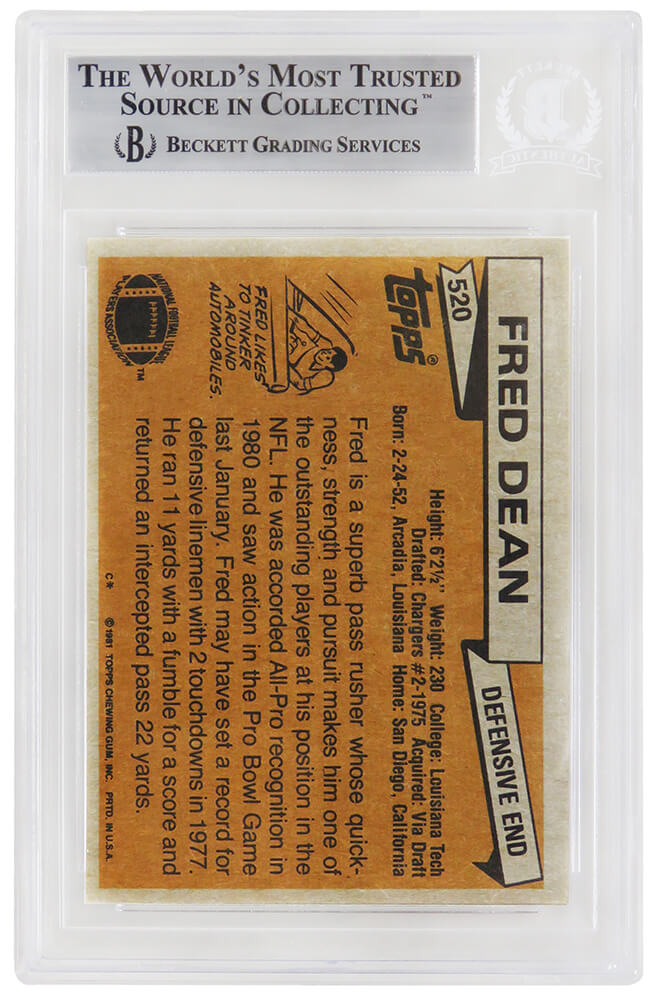 THE WORLD'S MOST TRUSTED
SOURCE IN COLLECTING™
B BECKETT GRADING SERVICES
BECKETT
B
AUTHENTIC
520
FRED DEAN
DEFENSIVE END
TOPPS®
Height: 6'2½" Weight: 230 College: Louisiana Tech
Drafted: Chargers #2-1975 Acquired: Via Draft
Born: 2-24-52, Arcadia, Louisiana Home: San Diego, California
FRED LIKES
TO TINKER
AROUND
AUTOMOBILES.
Fred is a superb pass rusher whose quick-
ness, strength and pursuit makes him one of
the outstanding players at his position in the
NFL. He was accorded All-Pro recognition in
1980 and saw action in the Pro Bowl Game
last January. Fred may have set a record for
defensive linemen with 2 touchdowns in 1977.
He ran 11 yards with a fumble for a score and
returned an intercepted pass 22 yards.
NATIONAL FOOTBALL LEAGUE
PLAYERS ASSOCIATION
TM
C* © 1981 TOPPS CHEWING GUM, INC. PRTD. IN U.S.A.